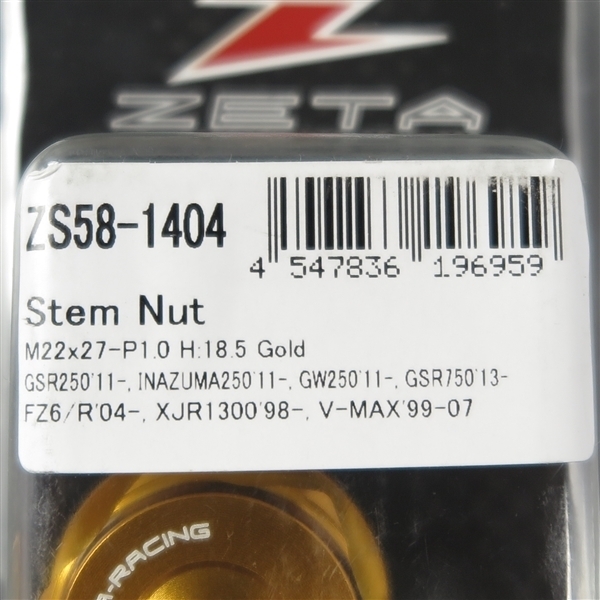 ZETA
ZS58-1404
4 547836 196959
Stem Nut
M22x27-P1.0 H:18.5 Gold
GSR250'11-, INAZUMA250'11-, GW250'11-, GSR750'13-
FZ6/R'04-, XJR1300'98-, V-MAX'99-07
A-RACING